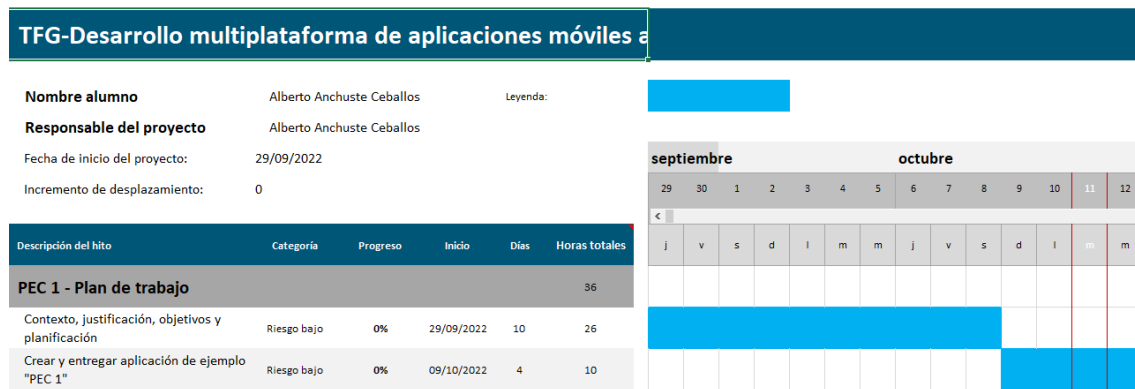 TFG-Desarrollo multiplataforma de aplicaciones móviles a
Nombre alumno Alberto Anchuste Ceballos Leyenda:
Responsable del proyecto Alberto Anchuste Ceballos
Fecha de inicio del proyecto: 29/09/2022
septiembre octubre
Incremento de desplazamiento: 0
29 30 1 2 3 4 5 6 7 8 9 10 11 12
Descripción del hito Categoría Progreso Inicio Días Horas totales
j v s d l m m j v s d l m m
PEC 1 - Plan de trabajo 36
Contexto, justificación, objetivos y
planificación Riesgo bajo 0% 29/09/2022 10 26
Crear y entregar aplicación de ejemplo
"PEC 1" Riesgo bajo 0% 09/10/2022 4 10